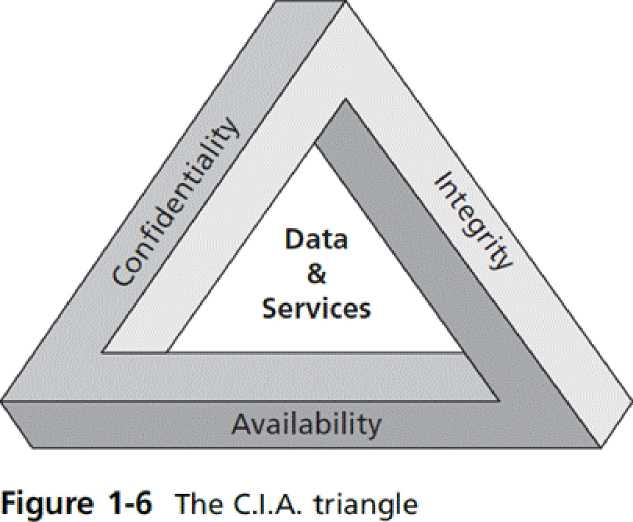 Confidentiality
Integrity
Data
&
Services
Availability
Figure 1-6 The C.I.A. triangle